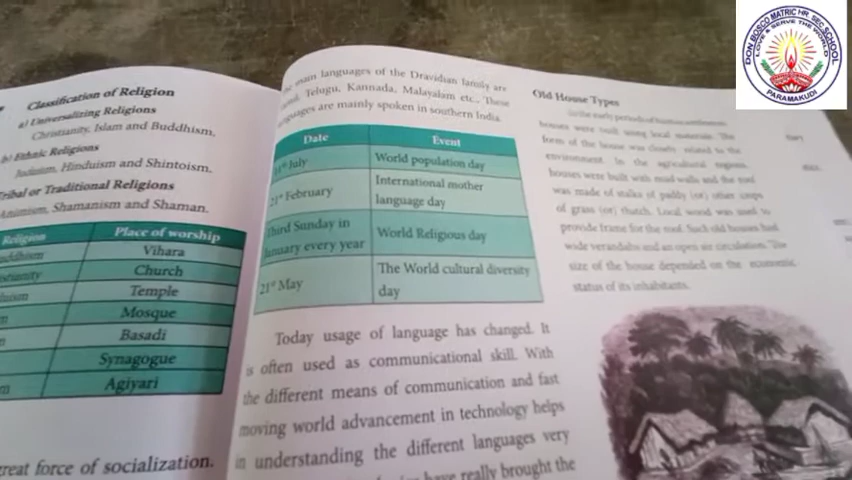 Classification of Religion
a) Universalizing Religions
Christianity, Islam and Buddhism.
b) Ethnic Religions
Judaism, Hinduism and Shintoism.
Tribal or Traditional Religions
Animism, Shamanism and Shaman.
Religion Place of worship
Vihara
Church
Temple
Mosque
Basadi
Synagogue
Agiyari
great force of socialization.
main languages of the Dravidian family are
Telugu, Kannada, Malayalam etc., These
languages are mainly spoken in southern India.
Date Event
11th July World population day
21st February International mother
language day
Third Sunday in
January every year World Religious day
21st May The World cultural diversity
day
Today usage of language has changed. It
is often used as communicational skill. With
the different means of communication and fast
moving world advancement in technology helps
in understanding the different languages very
have really brought the
Old House Types
In the early periods of human settlement
houses were built using local materials. The
form of the house was closely related to the
environment. In the agricultural regions,
houses were built with mud walls and the roof
was made of stalks of paddy (or) other crops
of grass (or) thatch. Local wood was used to
provide frame for the roof. Such old houses had
wide verandahs and an open air circulation. The
size of the house depended on the economic
status of its inhabitants.
DON BOSCO MATRIC HR SEC SCHOOL
LOVE & SERVE THE WORLD
PARAMAKUDI